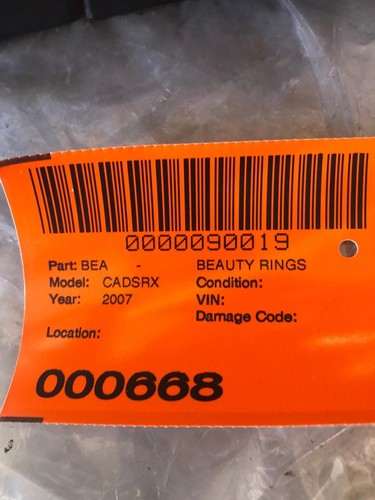 0000090019
Part: BEA - BEAUTY RINGS
Model: CADSRX Condition:
Year: 2007 VIN:
Damage Code:
Location:
000668